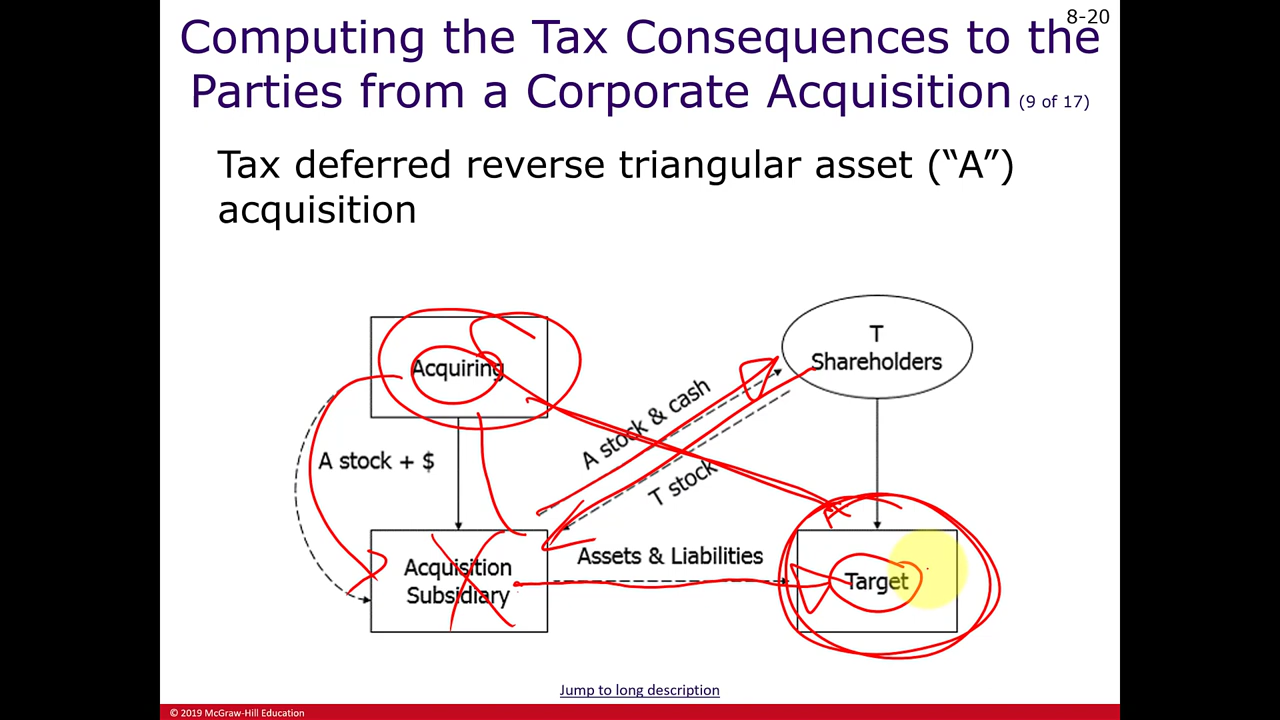 8-20
Computing the Tax Consequences to the
Parties from a Corporate Acquisition (9 of 17)
Tax deferred reverse triangular asset (“A”)
acquisition
T
Shareholders
Acquiring
A stock & cash
A stock + $
T stock
Assets & Liabilities
Acquisition
Subsidiary
Target
Jump to long description
© 2019 McGraw-Hill Education